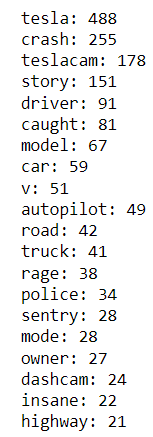 tesla: 488
crash: 255
teslacam: 178
story: 151
driver: 91
caught: 81
model: 67
car: 59
v: 51
autopilot: 49
road: 42
truck: 41
rage: 38
police: 34
sentry: 28
mode: 28
owner: 27
dashcam: 24
insane: 22
highway: 21